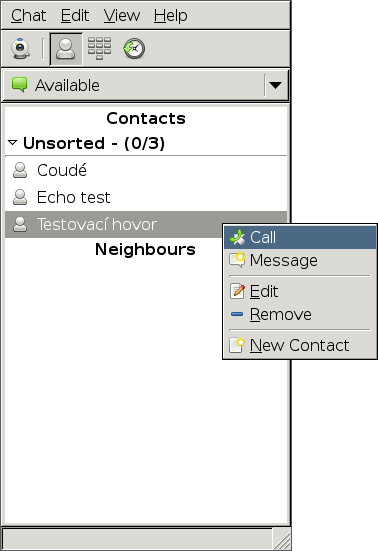 Chat Edit View Help
Available
Contacts
Unsorted - (0/3)
Coudé
Echo test
Testovací hovor
Neighbours
Call
Message
Edit
Remove
New Contact